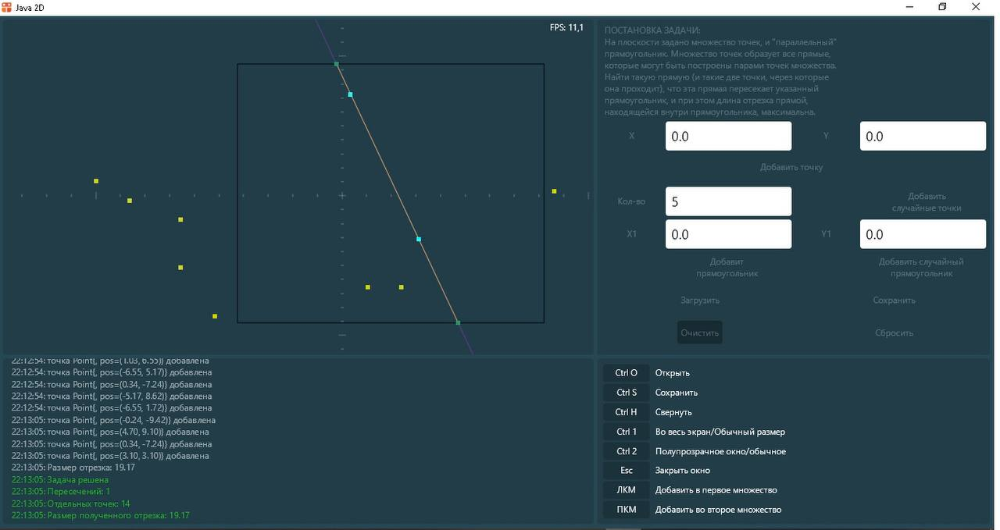 Java 2D
FPS: 11,1
ПОСТАНОВКА ЗАДАЧИ:
На плоскости задано множество точек, и "параллельный"
прямоугольник. Множество точек образует все прямые,
которые могут быть построены парами точек множества.
Найти такую прямую (и такие две точки, через которые
она проходит), что эта прямая пересекает указанный
прямоугольник, и при этом длина отрезка прямой,
находящейся внутри прямоугольника, максимальна.
X 0.0 Y 0.0
Добавить точку
Кол-во 5 Добавить
случайные точки
X1 0.0 Y1 0.0
Добавит
прямоугольник
Добавить случайный
прямоугольник
Загрузить Сохранить
Очистить Сбросить
22:12:54: точка Point{, pos=(1.03, 6.55)} добавлена
22:12:54: точка Point{, pos=(-6.55, 5.17)} добавлена
22:12:54: точка Point{, pos=(0.34, -7.24)} добавлена
22:12:54: точка Point{, pos=(-5.17, 8.62)} добавлена
22:12:54: точка Point{, pos=(-6.55, 1.72)} добавлена
22:13:05: точка Point{, pos=(-0.24, -9.42)} добавлена
22:13:05: точка Point{, pos=(4.70, 9.10)} добавлена
22:13:05: точка Point{, pos=(0.34, -7.24)} добавлена
22:13:05: точка Point{, pos=(3.10, 3.10)} добавлена
22:13:05: Размер отрезка: 19.17
22:13:05: Задача решена
22:13:05: Пересечений: 1
22:13:05: Отдельных точек: 14
22:13:05: Размер полученного отрезка: 19.17
Ctrl O Открыть
Ctrl S Сохранить
Ctrl H Свернуть
Ctrl 1 Во весь экран/Обычный размер
Ctrl 2 Полупрозрачное окно/обычное
Esc Закрыть окно
ЛКМ Добавить в первое множество
ПКМ Добавить во второе множество